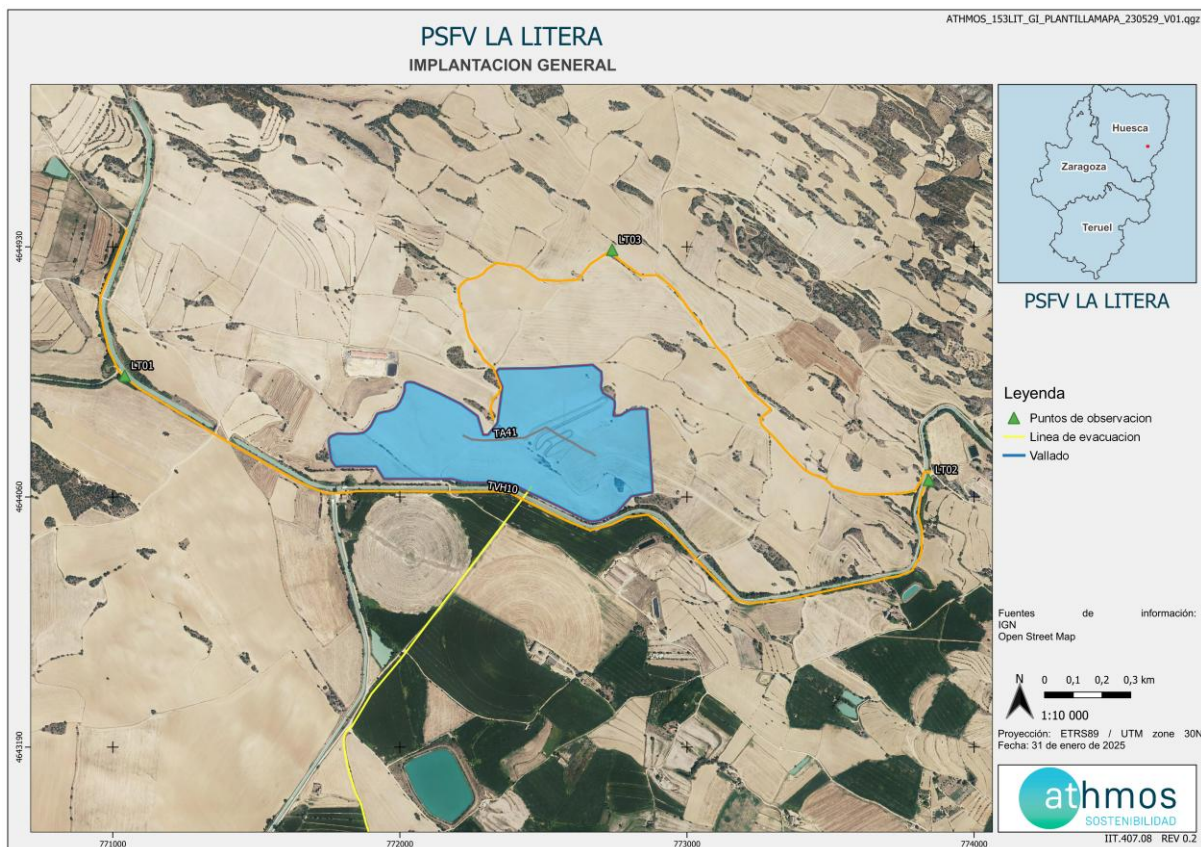 ATHMOS_153LIT_GI_PLANTILLAMAPA_230529_V01.qgz
PSFV LA LITERA
IMPLANTACION GENERAL
Huesca
Zaragoza
Teruel
PSFV LA LITERA
4644930
LT03
LT01
TA41
4644060
TVH10
LT02
4643190
771000
772000
773000
774000
Leyenda
Puntos de observacion
Linea de evacuacion
Vallado
Fuentes de información:
IGN
Open Street Map
N
0 0,1 0,2 0,3 km
1:10 000
Proyección: ETRS89 / UTM zone 30N
Fecha: 31 de enero de 2025
athmos
SOSTENIBILIDAD
IIT.407.08 REV 0.2